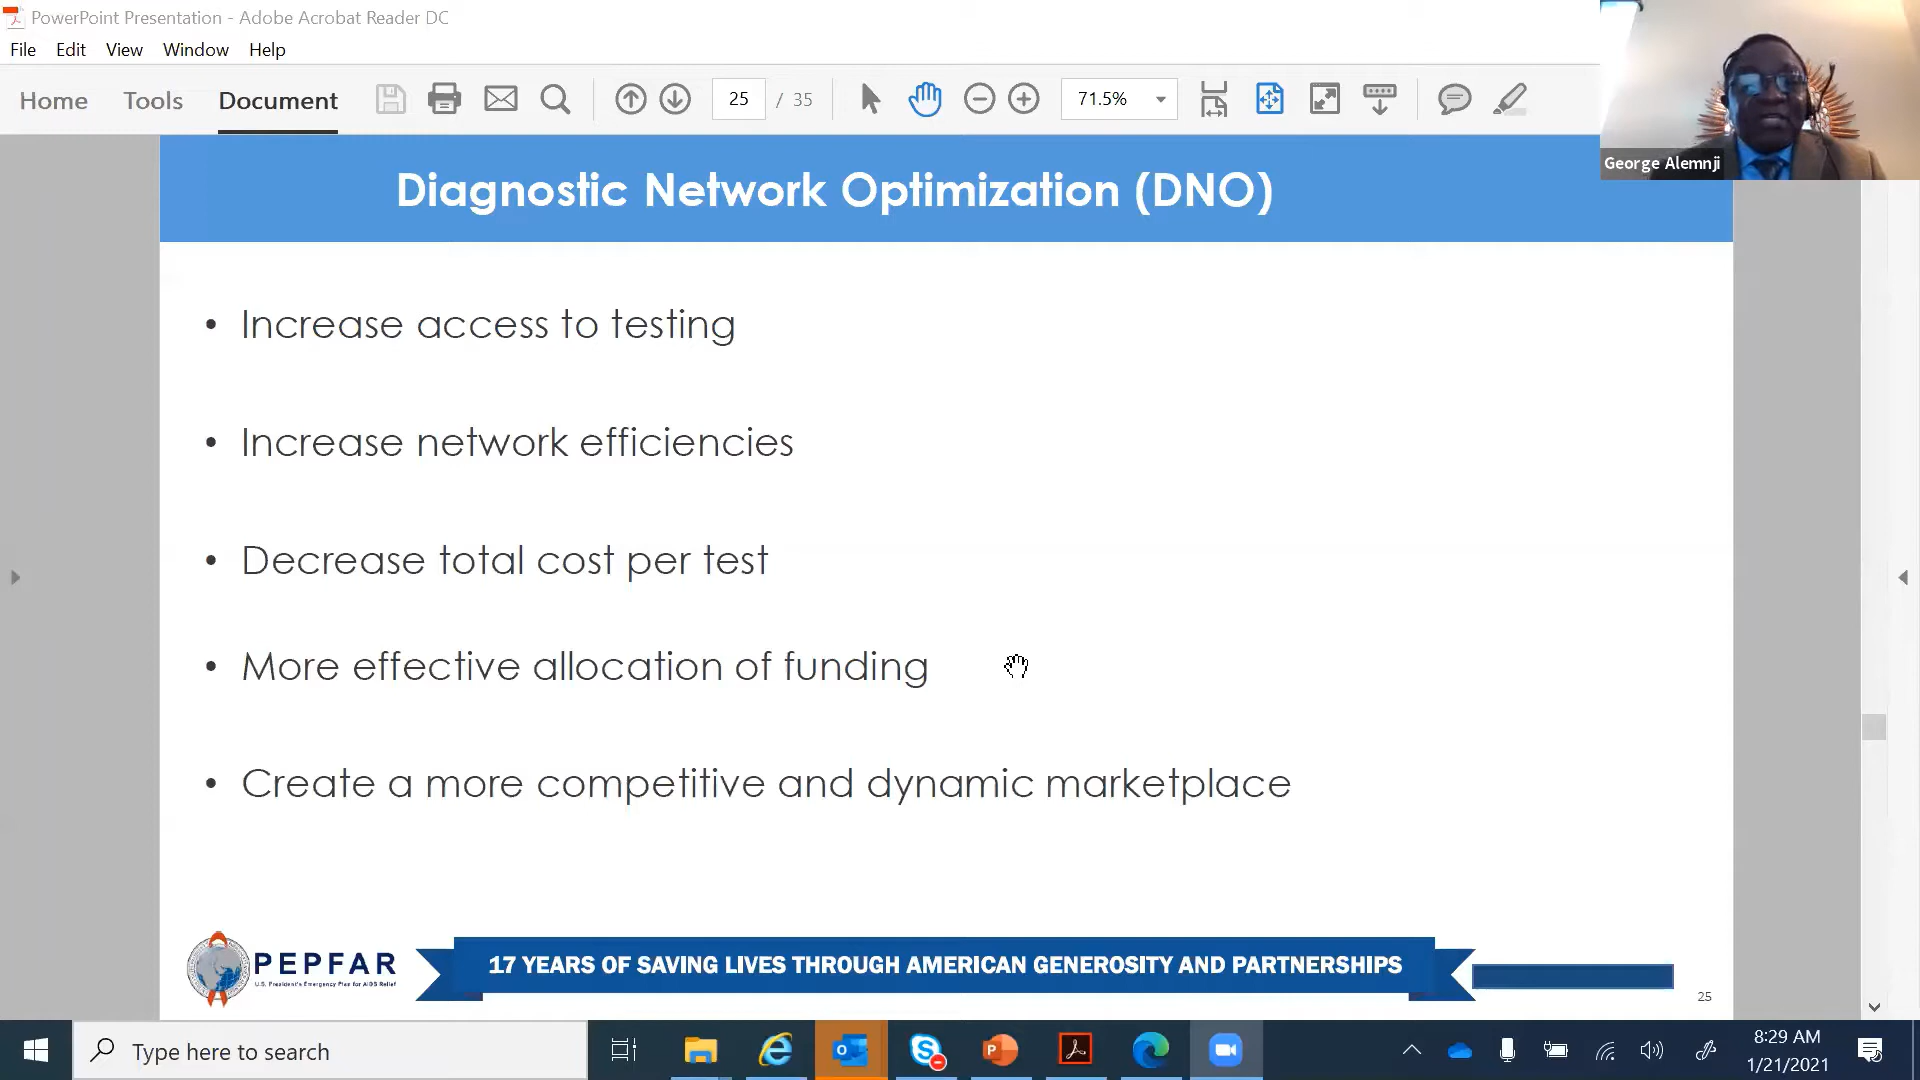 PowerPoint Presentation - Adobe Acrobat Reader DC
File Edit View Window Help
Home Tools Document 25 / 35 71.5%
George Alemnji
Diagnostic Network Optimization (DNO)
• Increase access to testing
• Increase network efficiencies
• Decrease total cost per test
• More effective allocation of funding
• Create a more competitive and dynamic marketplace
PEPFAR
U.S. President's Emergency Plan for AIDS Relief
17 YEARS OF SAVING LIVES THROUGH AMERICAN GENEROSITY AND PARTNERSHIPS
25
Type here to search
8:29 AM
1/21/2021